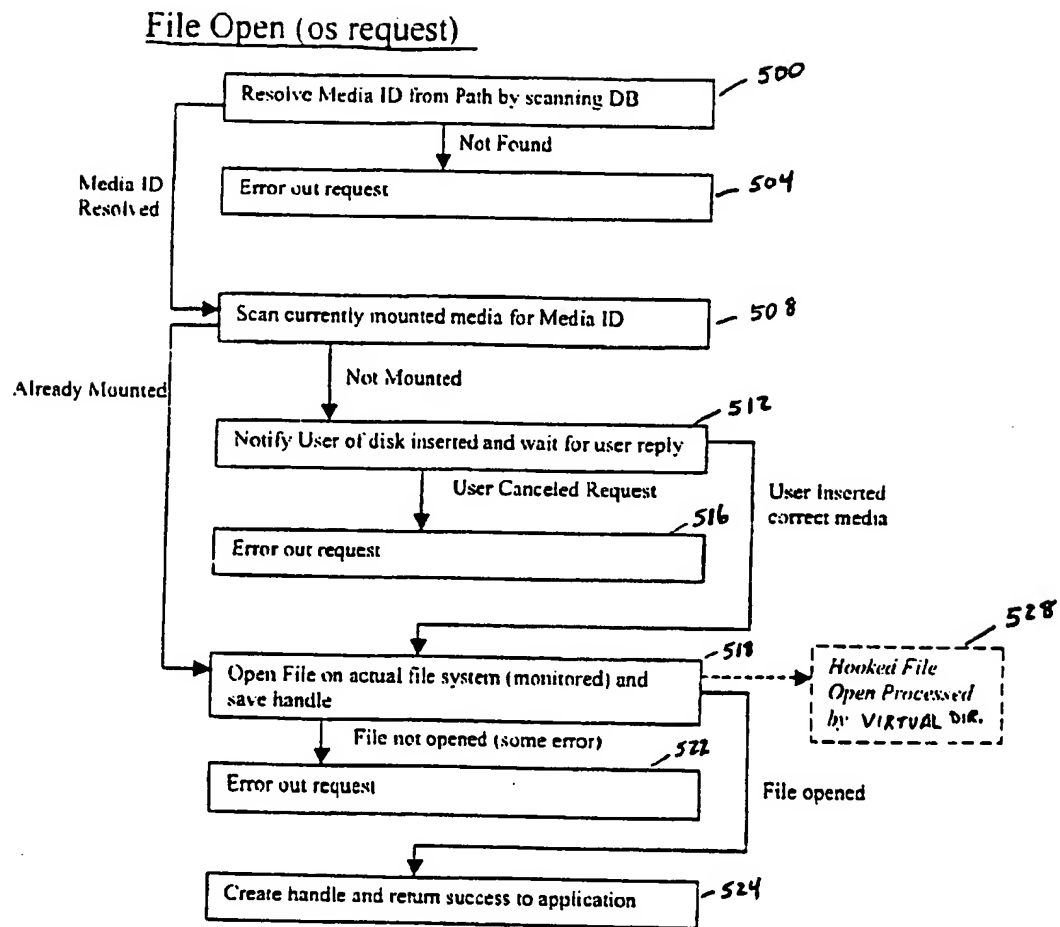 File Open (os request)
500
Resolve Media ID from Path by scanning DB
Not Found
504
Error out request
Media ID
Resolved
508
Scan currently mounted media for Media ID
Already Mounted
Not Mounted
512
Notify User of disk inserted and wait for user reply
User Canceled Request
User Inserted
correct media
516
Error out request
528
518
Open File on actual file system (monitored) and
save handle
Hooked File
Open Processed
by VIRTUAL DIR.
File not opened (some error)
522
Error out request
File opened
Create handle and return success to application
524